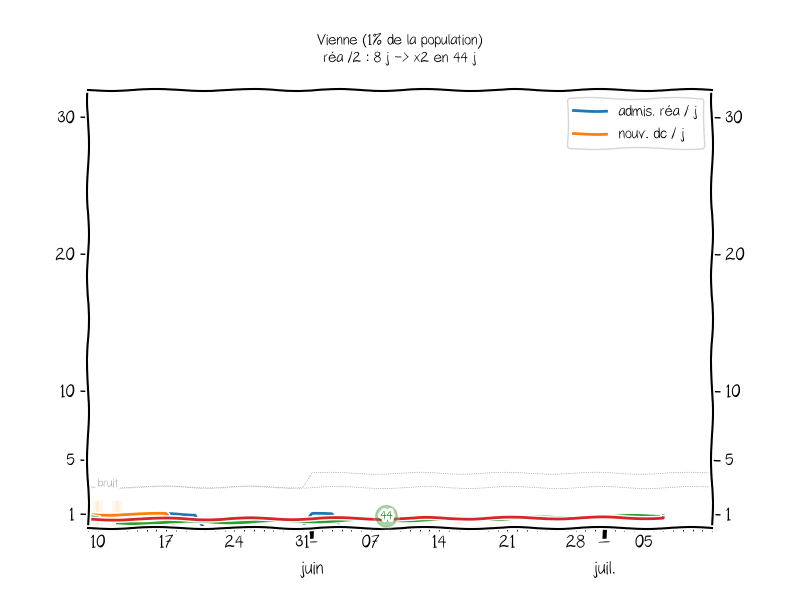 Vienne (1% de la population)
réa /2 : 8 j -> x2 en 44 j
admis. réa / j
nouv. dc / j
30
30
20
20
10
10
5
5
bruit
1
1
44
10 17 24 31 07 14 21 28 05
juin juil.